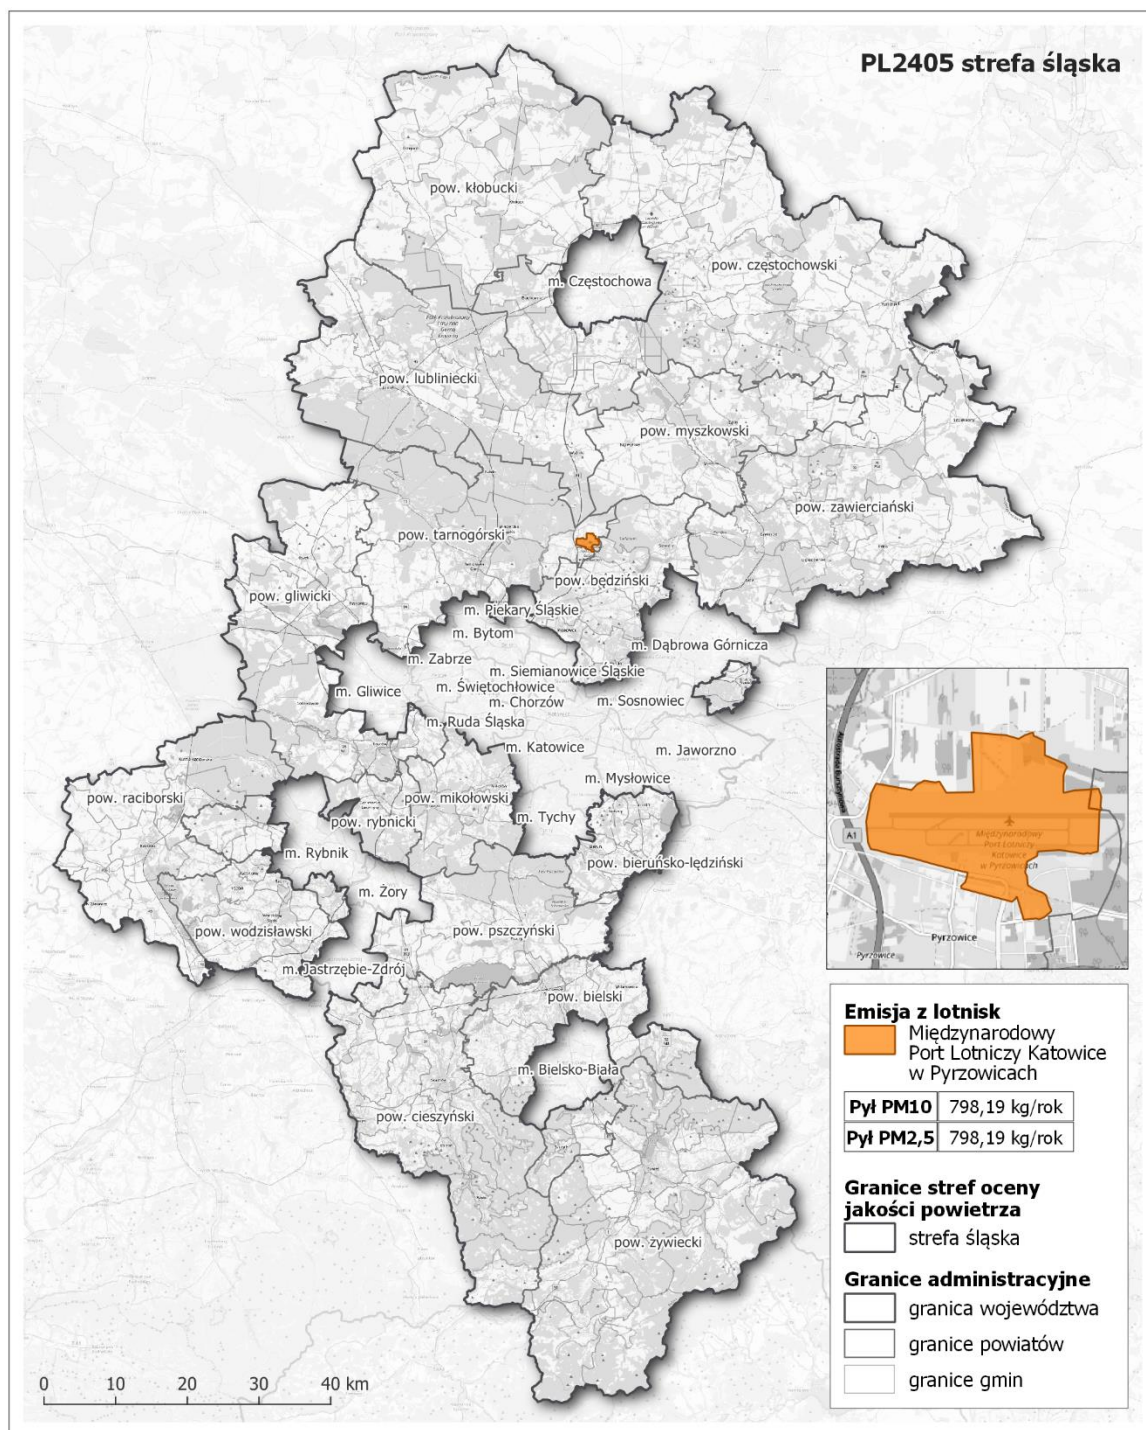 PL2405 strefa śląska
pow. kłobucki
pow. częstochowski
m. Częstochowa
pow. lubliniecki
pow. myszkowski
pow. zawierciański
pow. tarnogórski
pow. będziński
pow. gliwicki
m. Piekary Śląskie
m. Bytom
m. Dąbrowa Górnicza
m. Zabrze
m. Siemianowice Śląskie
m. Świętochłowice
m. Gliwice
m. Chorzów
m. Sosnowiec
m. Ruda Śląska
m. Katowice
m. Jaworzno
m. Mysłowice
pow. raciborski
pow. mikołowski
pow. rybnicki
m. Tychy
m. Rybnik
pow. bieruńsko-lędziński
m. Żory
pow. wodzisławski
pow. pszczyński
m. Jastrzębie-Zdrój
pow. bielski
m. Bielsko-Biała
pow. cieszyński
pow. żywiecki
A1
Międzynarodowy
Port Lotniczy
Katowice
w Pyrzowicach
Pyrzowice
Pyrzowice
Emisja z lotnisk
Międzynarodowy
Port Lotniczy Katowice
w Pyrzowicach
Pył PM10 798,19 kg/rok
Pył PM2,5 798,19 kg/rok
Granice stref oceny
jakości powietrza
strefa śląska
Granice administracyjne
granica województwa
granice powiatów
granice gmin
0 10 20 30 40 km